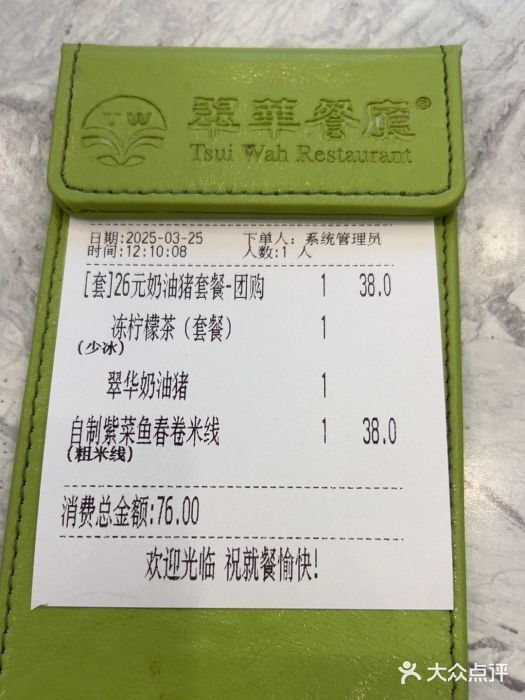 TW
翠華餐廳®
Tsui Wah Restaurant
日期:2025-03-25 下单人: 系统管理员
时间:12:10:08 人数:1 人
[套]26元奶油猪套餐-团购 1 38.0
冻柠檬茶(套餐) 1
(少冰)
翠华奶油猪 1
自制紫菜鱼春卷米线 1 38.0
(粗米线)
消费总金额:76.00
欢迎光临 祝就餐愉快!
大众点评